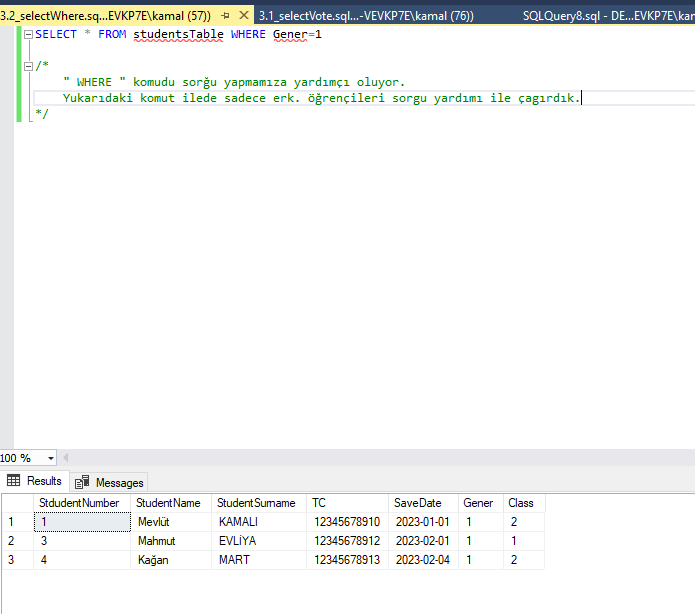 3.2_selectWhere.sq...EVKP7E\kamal (57)) 3.1_selectVote.sql...-VEVKP7E\kamal (76)) SQLQuery8.sql - DE...EVKP7E\kam
SELECT * FROM studentsTable WHERE Gener=1
/*
" WHERE " komudu sorğu yapmamıza yardımçı oluyor.
Yukarıdaki komut ilede sadece erk. öğrençileri sorgu yardımı ile çagırdık.
*/
100 %
Results Messages
StdudentNumber StudentName StudentSurname TC SaveDate Gener Class
1 1 Mevlüt KAMALI 12345678910 2023-01-01 1 2
2 3 Mahmut EVLİYA 12345678912 2023-02-01 1 1
3 4 Kağan MART 12345678913 2023-02-04 1 2